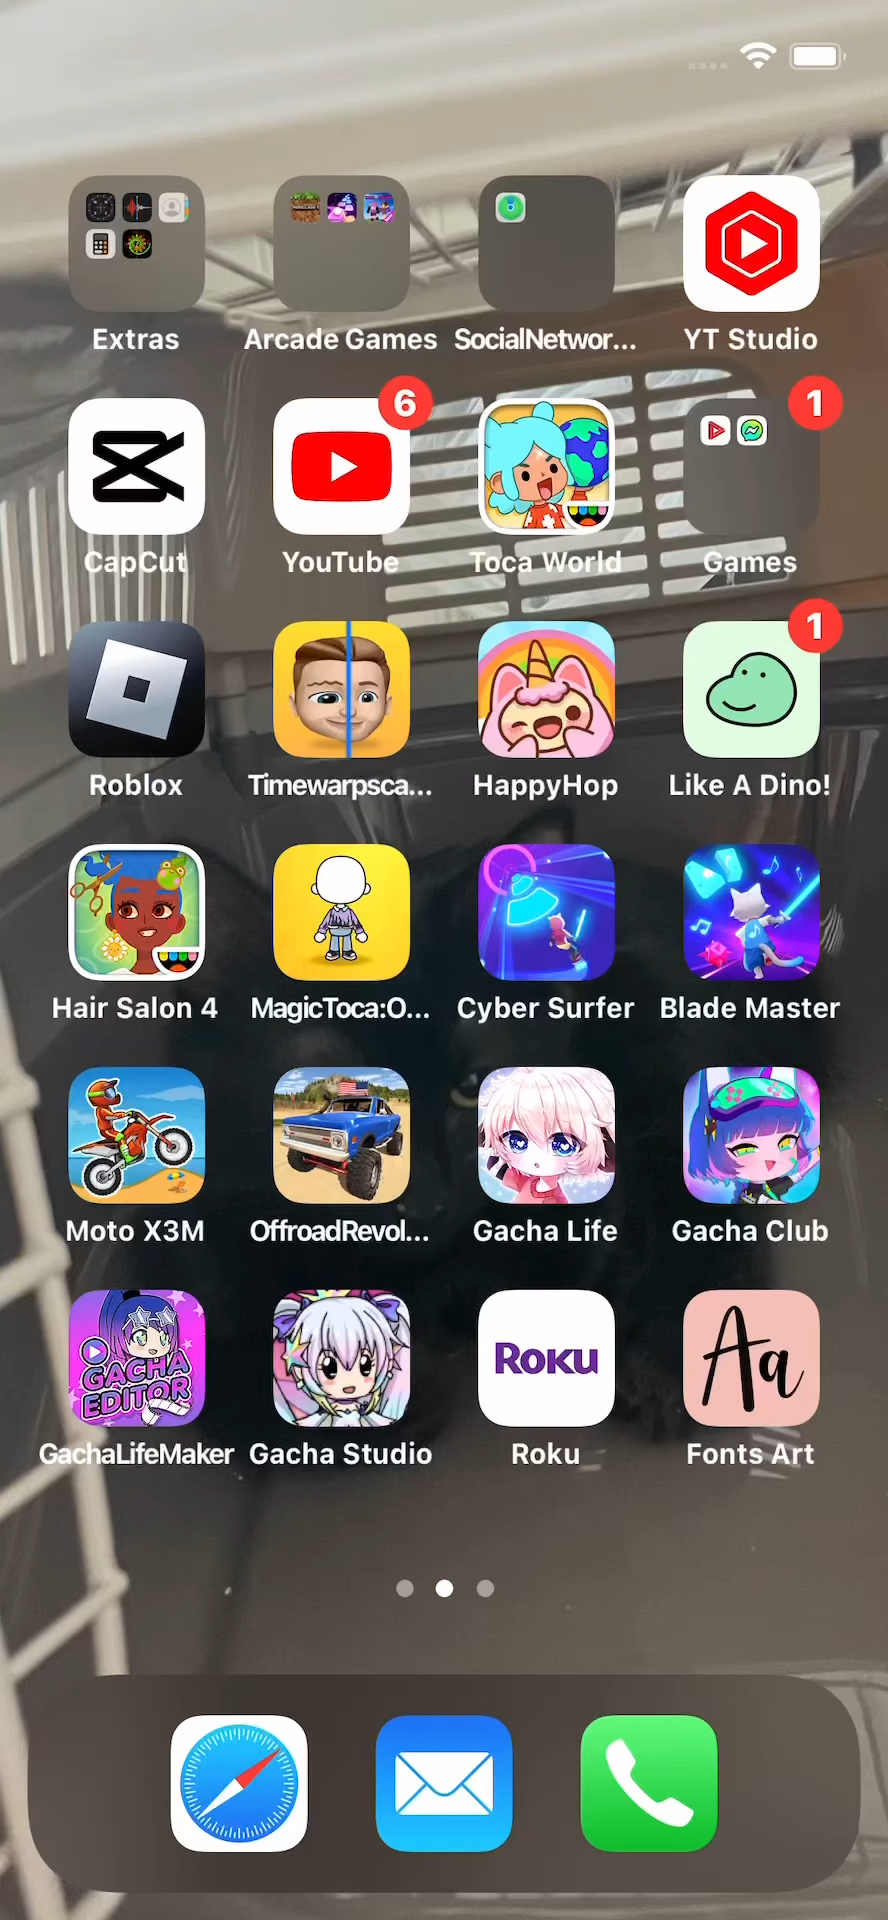 Extras
Arcade Games
SocialNetwor...
YT Studio
6
1
CapCut
YouTube
Toca World
Games
1
Roblox
Timewarpsca...
HappyHop
Like A Dino!
Hair Salon 4
MagicToca:O...
Cyber Surfer
Blade Master
Moto X3M
OffroadRevol...
Gacha Life
Gacha Club
GACHA
EDITOR
ROKU
Aa
GachaLifeMaker
Gacha Studio
Roku
Fonts Art